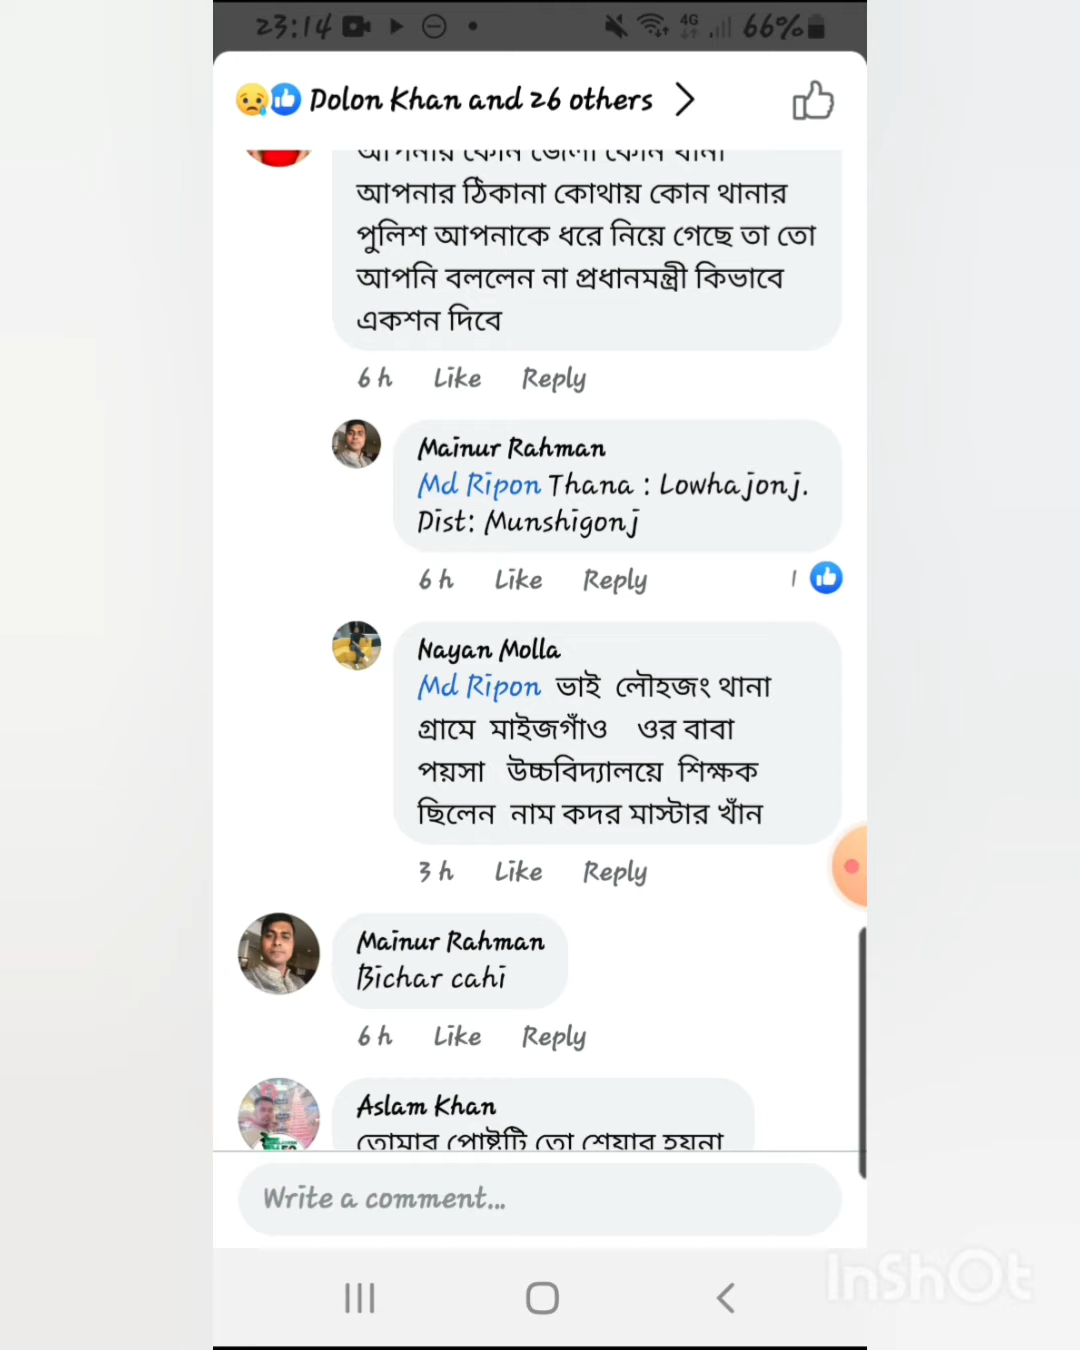 23:14
4G
66%
Dolon Khan and 26 others
আপনার কোন জেলা কোন থানা
আপনার ঠিকানা কোথায় কোন থানার
পুলিশ আপনাকে ধরে নিয়ে গেছে তা তো
আপনি বললেন না প্রধানমন্ত্রী কিভাবে
একশন দিবে
6 h Like Reply
Mainur Rahman
Md Ripon Thana : Lowhajonj.
Dist: Munshigonj
6 h Like Reply 1
Nayan Molla
Md Ripon ভাই লৌহজং থানা
গ্রামে মাইজগাঁও ওর বাবা
পয়সা উচ্চবিদ্যালয়ে শিক্ষক
ছিলেন নাম কদর মাস্টার খাঁন
3 h Like Reply
Mainur Rahman
Bichar cahi
6 h Like Reply
Aslam Khan
তোমার পোষ্টটি তো শেয়ার হয়না
Write a comment...
InShOt